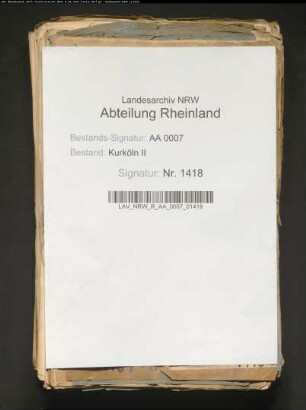 Landesarchiv NRW
Abteilung Rheinland
Bestands-Signatur: AA 0007
Bestand: Kurköln II
Signatur: Nr. 1418
LAV_NRW_R_AA_0007_01418